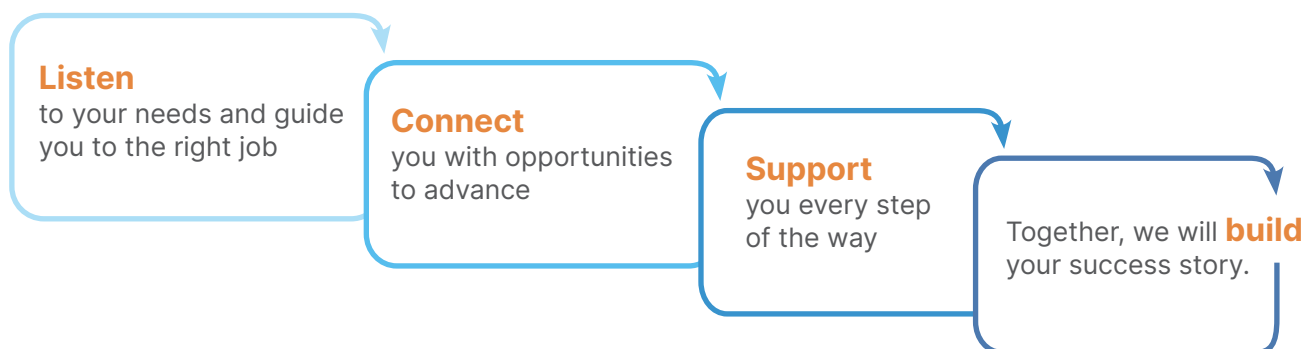 Listen
to your needs and guide
you to the right job
Connect
you with opportunities
to advance
Support
you every step
of the way
Together, we will build
your success story.